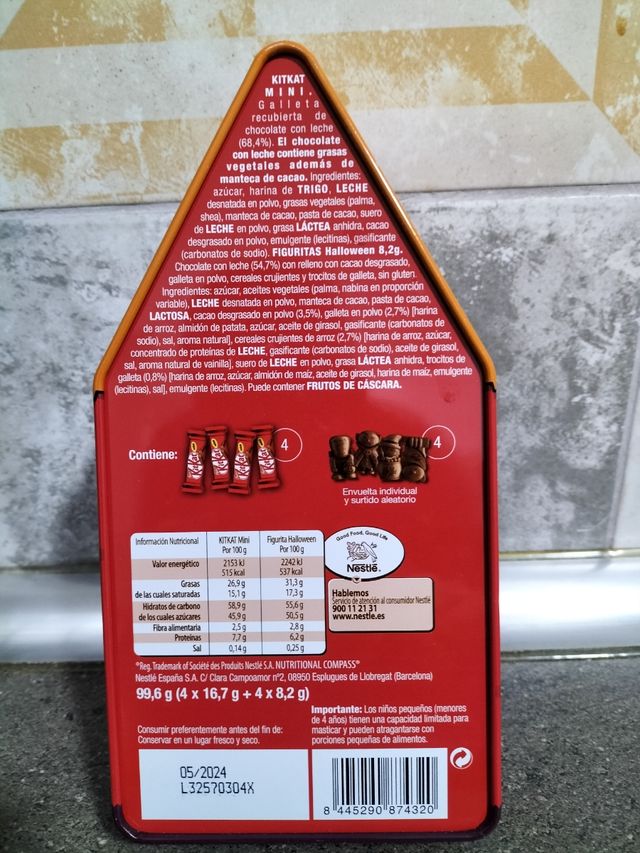 KITKAT
MINI.
Galleta
recubierta de
chocolate con leche
(68,4%). El chocolate
con leche contiene grasas
vegetales además de
manteca de cacao. Ingredientes:
azúcar, harina de TRIGO, LECHE
desnatada en polvo, grasas vegetales (palma,
shea), manteca de cacao, pasta de cacao, suero
de LECHE en polvo, grasa LÁCTEA anhidra, cacao
desgrasado en polvo, emulgente (lecitinas), gasificante
(carbonatos de sodio). FIGURITAS Halloween 8,2g.
Chocolate con leche (54,7%) con relleno con cacao desgrasado,
galleta en polvo, cereales crujientes y trocitos de galleta, sin gluten.
Ingredientes: azúcar, aceites vegetales (palma, nabina en proporción
variable), LECHE desnatada en polvo, manteca de cacao, pasta de cacao,
LACTOSA, cacao desgrasado en polvo (3,5%), galleta en polvo (2,7%) [harina
de arroz, almidón de patata, azúcar, aceite de girasol, gasificante (carbonatos de
sodio), sal, aroma natural], cereales crujientes de arroz (2,7%) [harina de arroz, azúcar,
concentrado de proteínas de LECHE, gasificante (carbonatos de sodio), aceite de girasol,
sal, aroma natural de vainilla], suero de LECHE en polvo, grasa LÁCTEA anhidra, trocitos de
galleta (0,8%) [harina de arroz, azúcar, almidón de maíz, aceite de girasol, harina de maíz, emulgente
(lecitinas), sal], emulgente (lecitinas). Puede contener FRUTOS DE CÁSCARA.
Contiene:
KitKat KitKat KitKat KitKat
4
4
Envuelta individual
y surtido aleatorio
Información Nutricional KITKAT Mini Por 100 g Figurita Halloween Por 100 g
Valor energético 2153 kJ 515 kcal 2242 kJ 537 kcal
Grasas 26,9 g 31,3 g
de las cuales saturadas 15,1 g 17,3 g
Hidratos de carbono 58,9 g 55,6 g
de los cuales azúcares 45,9 g 50,5 g
Fibra alimentaria 2,5 g 2,8 g
Proteínas 7,7 g 6,2 g
Sal 0,14 g 0,25 g
Good Food, Good Life
Nestlé®
Hablemos
Servicio de atención al consumidor Nestlé
900 11 21 31
www.nestle.es
®Reg. Trademark of Société des Produits Nestlé S.A. NUTRITIONAL COMPASS®
Nestlé España S.A. C/ Clara Campoamor nº2, 08950 Esplugues de Llobregat (Barcelona)
99,6 g (4 x 16,7 g + 4 x 8,2 g)
Importante: Los niños pequeños (menores
de 4 años) tienen una capacidad limitada para
masticar y pueden atragantarse con
porciones pequeñas de alimentos.
Consumir preferentemente antes del fin de:
Conservar en un lugar fresco y seco.
05/2024
L32570304X
8 445290 874320